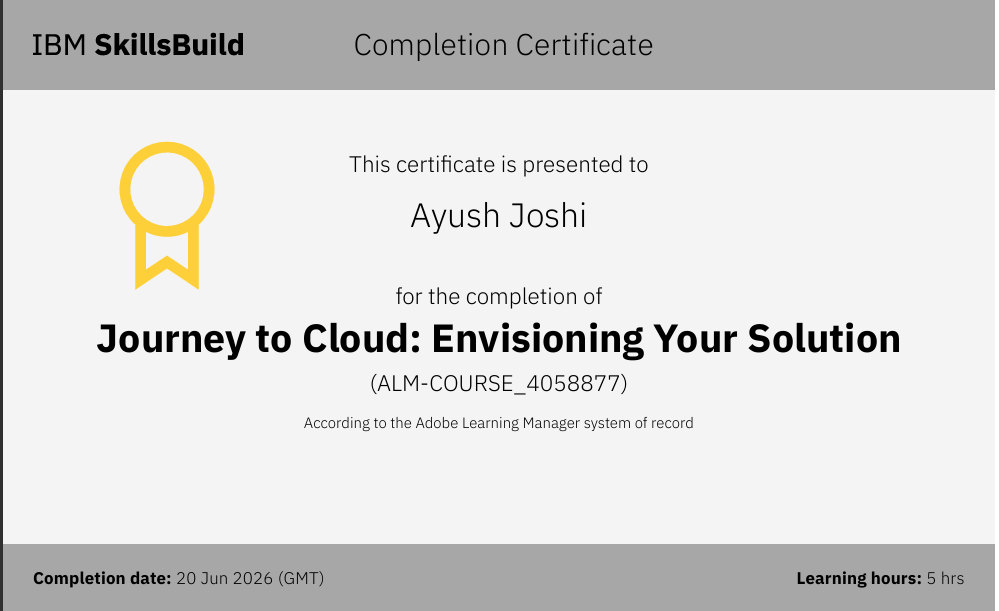 IBM SkillsBuild
Completion Certificate
This certificate is presented to
Ayush Joshi
for the completion of
Journey to Cloud: Envisioning Your Solution
(ALM-COURSE_4058877)
According to the Adobe Learning Manager system of record
Completion date: 20 Jun 2026 (GMT)
Learning hours: 5 hrs